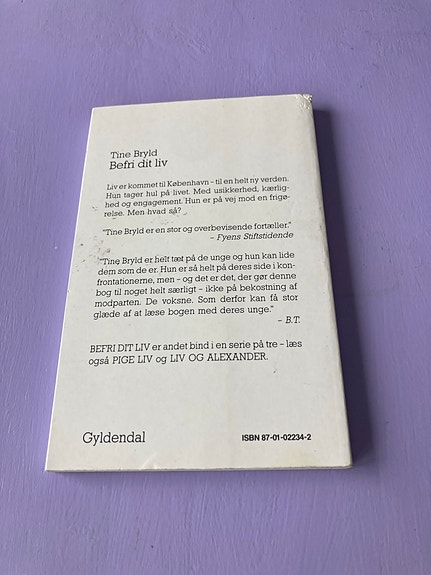 Tine Bryld
Befri dit liv
Liv er kommet til København – til en helt ny verden.
Hun tager hul på livet. Med usikkerhed, kærlig-
hed og engagement. Hun er på vej mod en frigø-
relse. Men hvad så?
"Tine Bryld er en stor og overbevisende fortæller."
– Fyens Stiftstidende
"Tine Bryld er helt tæt på de unge og hun kan lide
dem som de er. Hun er så helt på deres side i kon-
frontationerne, men – og det er det, der gør denne
bog til noget helt særligt – ikke på bekostning af
modparten. De voksne. Som derfor kan få stor
glæde af at læse bogen med deres unge."
– B.T.
BEFRI DIT LIV er andet bind i en serie på tre – læs
også PIGE LIV og LIV OG ALEXANDER.
Gyldendal
ISBN 87-01-02234-2